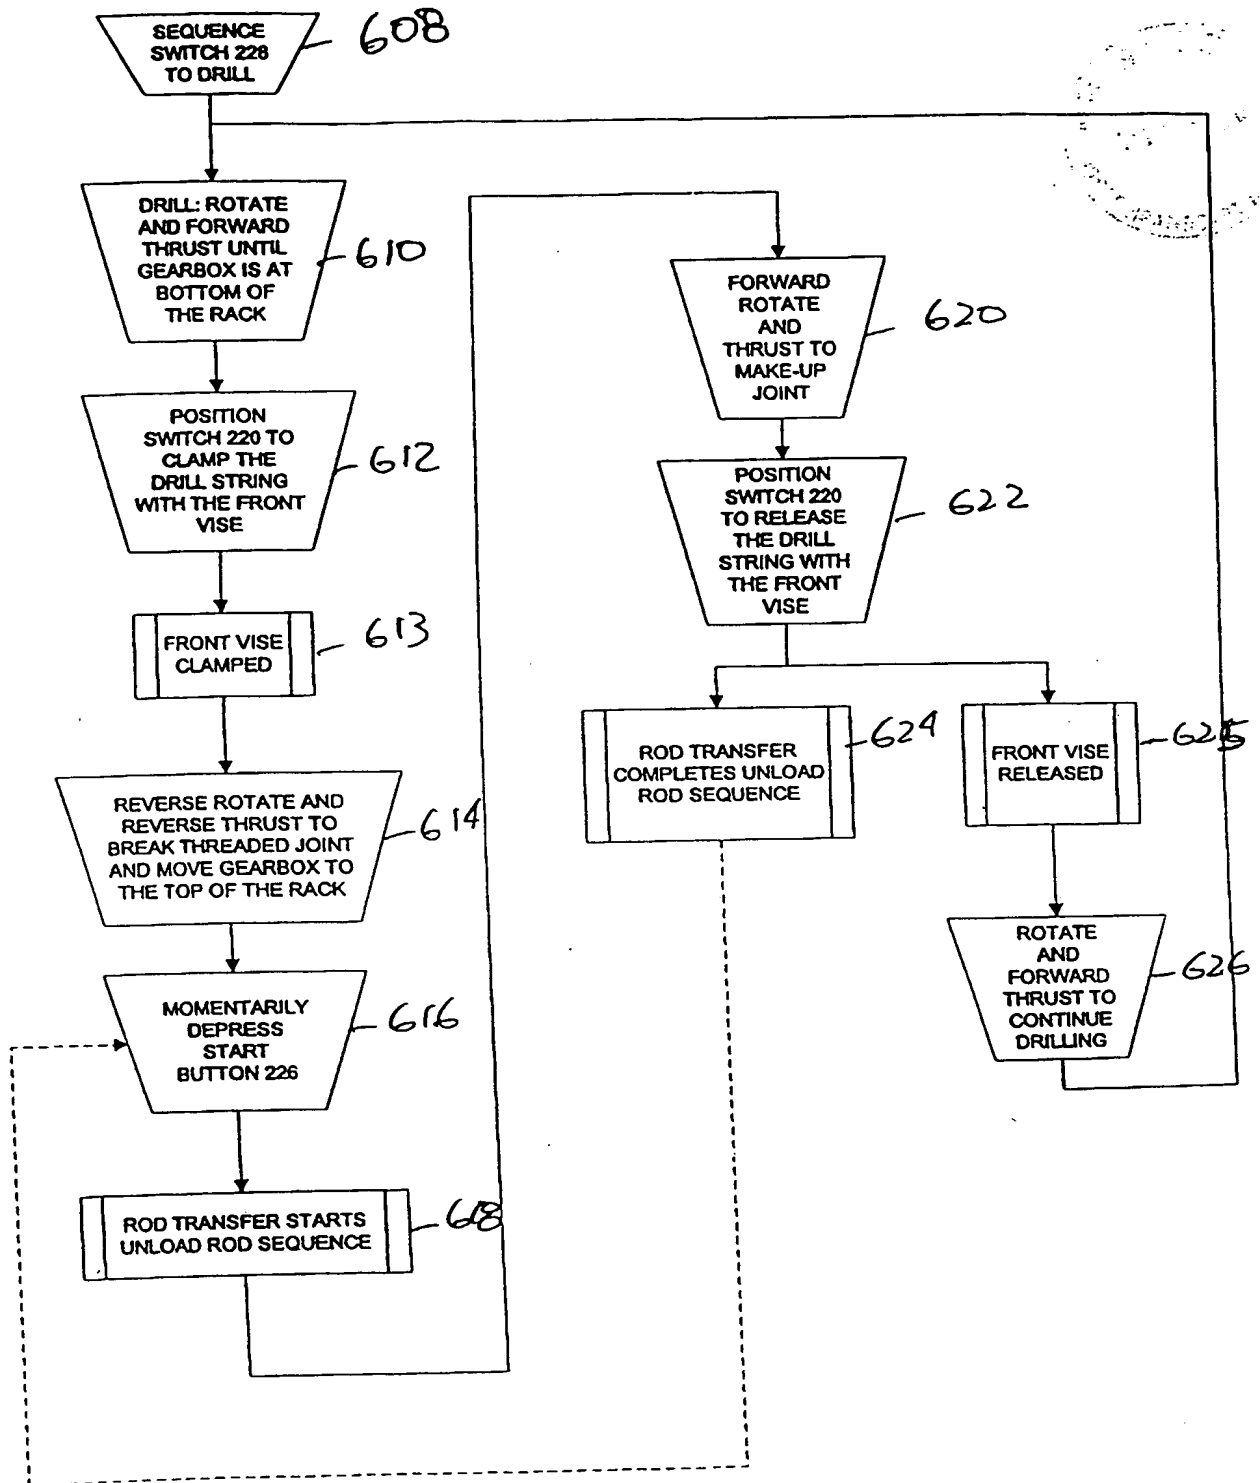 SEQUENCE
SWITCH 228
TO DRILL
608
DRILL: ROTATE
AND FORWARD
THRUST UNTIL
GEARBOX IS AT
BOTTOM OF
THE RACK
610
POSITION
SWITCH 220 TO
CLAMP THE
DRILL STRING
WITH THE FRONT
VISE
612
FRONT VISE
CLAMPED
613
REVERSE ROTATE AND
REVERSE THRUST TO
BREAK THREADED JOINT
AND MOVE GEARBOX TO
THE TOP OF THE RACK
614
MOMENTARILY
DEPRESS
START
BUTTON 226
616
ROD TRANSFER STARTS
UNLOAD ROD SEQUENCE
618
FORWARD
ROTATE
AND
THRUST TO
MAKE-UP
JOINT
620
POSITION
SWITCH 220
TO RELEASE
THE DRILL
STRING WITH
THE FRONT
VISE
622
ROD TRANSFER
COMPLETES UNLOAD
ROD SEQUENCE
624
FRONT VISE
RELEASED
625
ROTATE
AND
FORWARD
THRUST TO
CONTINUE
DRILLING
626